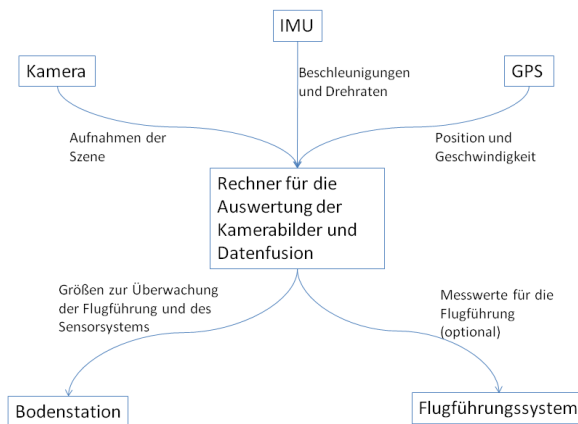 IMU
Kamera
GPS
Beschleunigungen
und Drehraten
Aufnahmen der
Szene
Position und
Geschwindigkeit
Rechner für die
Auswertung der
Kamerabilder und
Datenfusion
Größen zur Überwachung
der Flugführung und des
Sensorsystems
Messwerte für die
Flugführung
(optional)
Bodenstation
Flugführungssystem